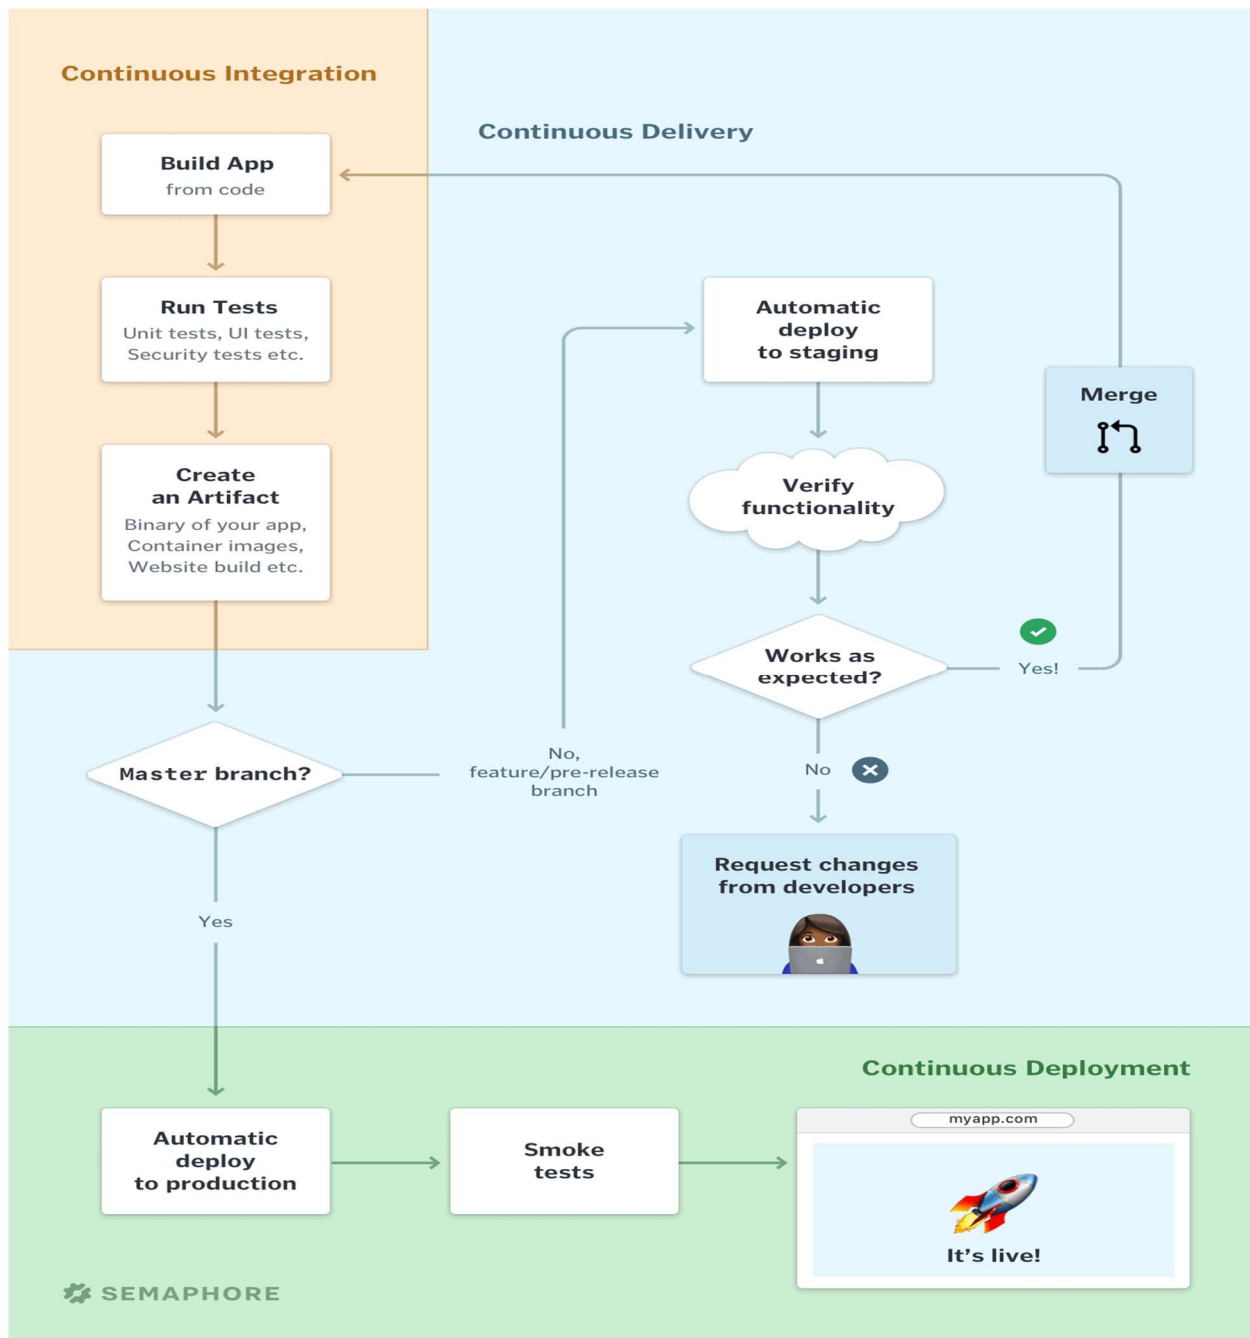 Continuous Integration
Continuous Delivery
Build App
from code
Run Tests
Unit tests, UI tests,
Security tests etc.
Create
an Artifact
Binary of your app,
Container images,
Website build etc.
Master branch?
No,
feature/pre-release
branch
Yes
Automatic
deploy
to staging
Verify
functionality
Works as
expected?
Yes!
Merge
No
Request changes
from developers
Continuous Deployment
Automatic
deploy
to production
Smoke
tests
myapp.com
It's live!
SEMAPHORE